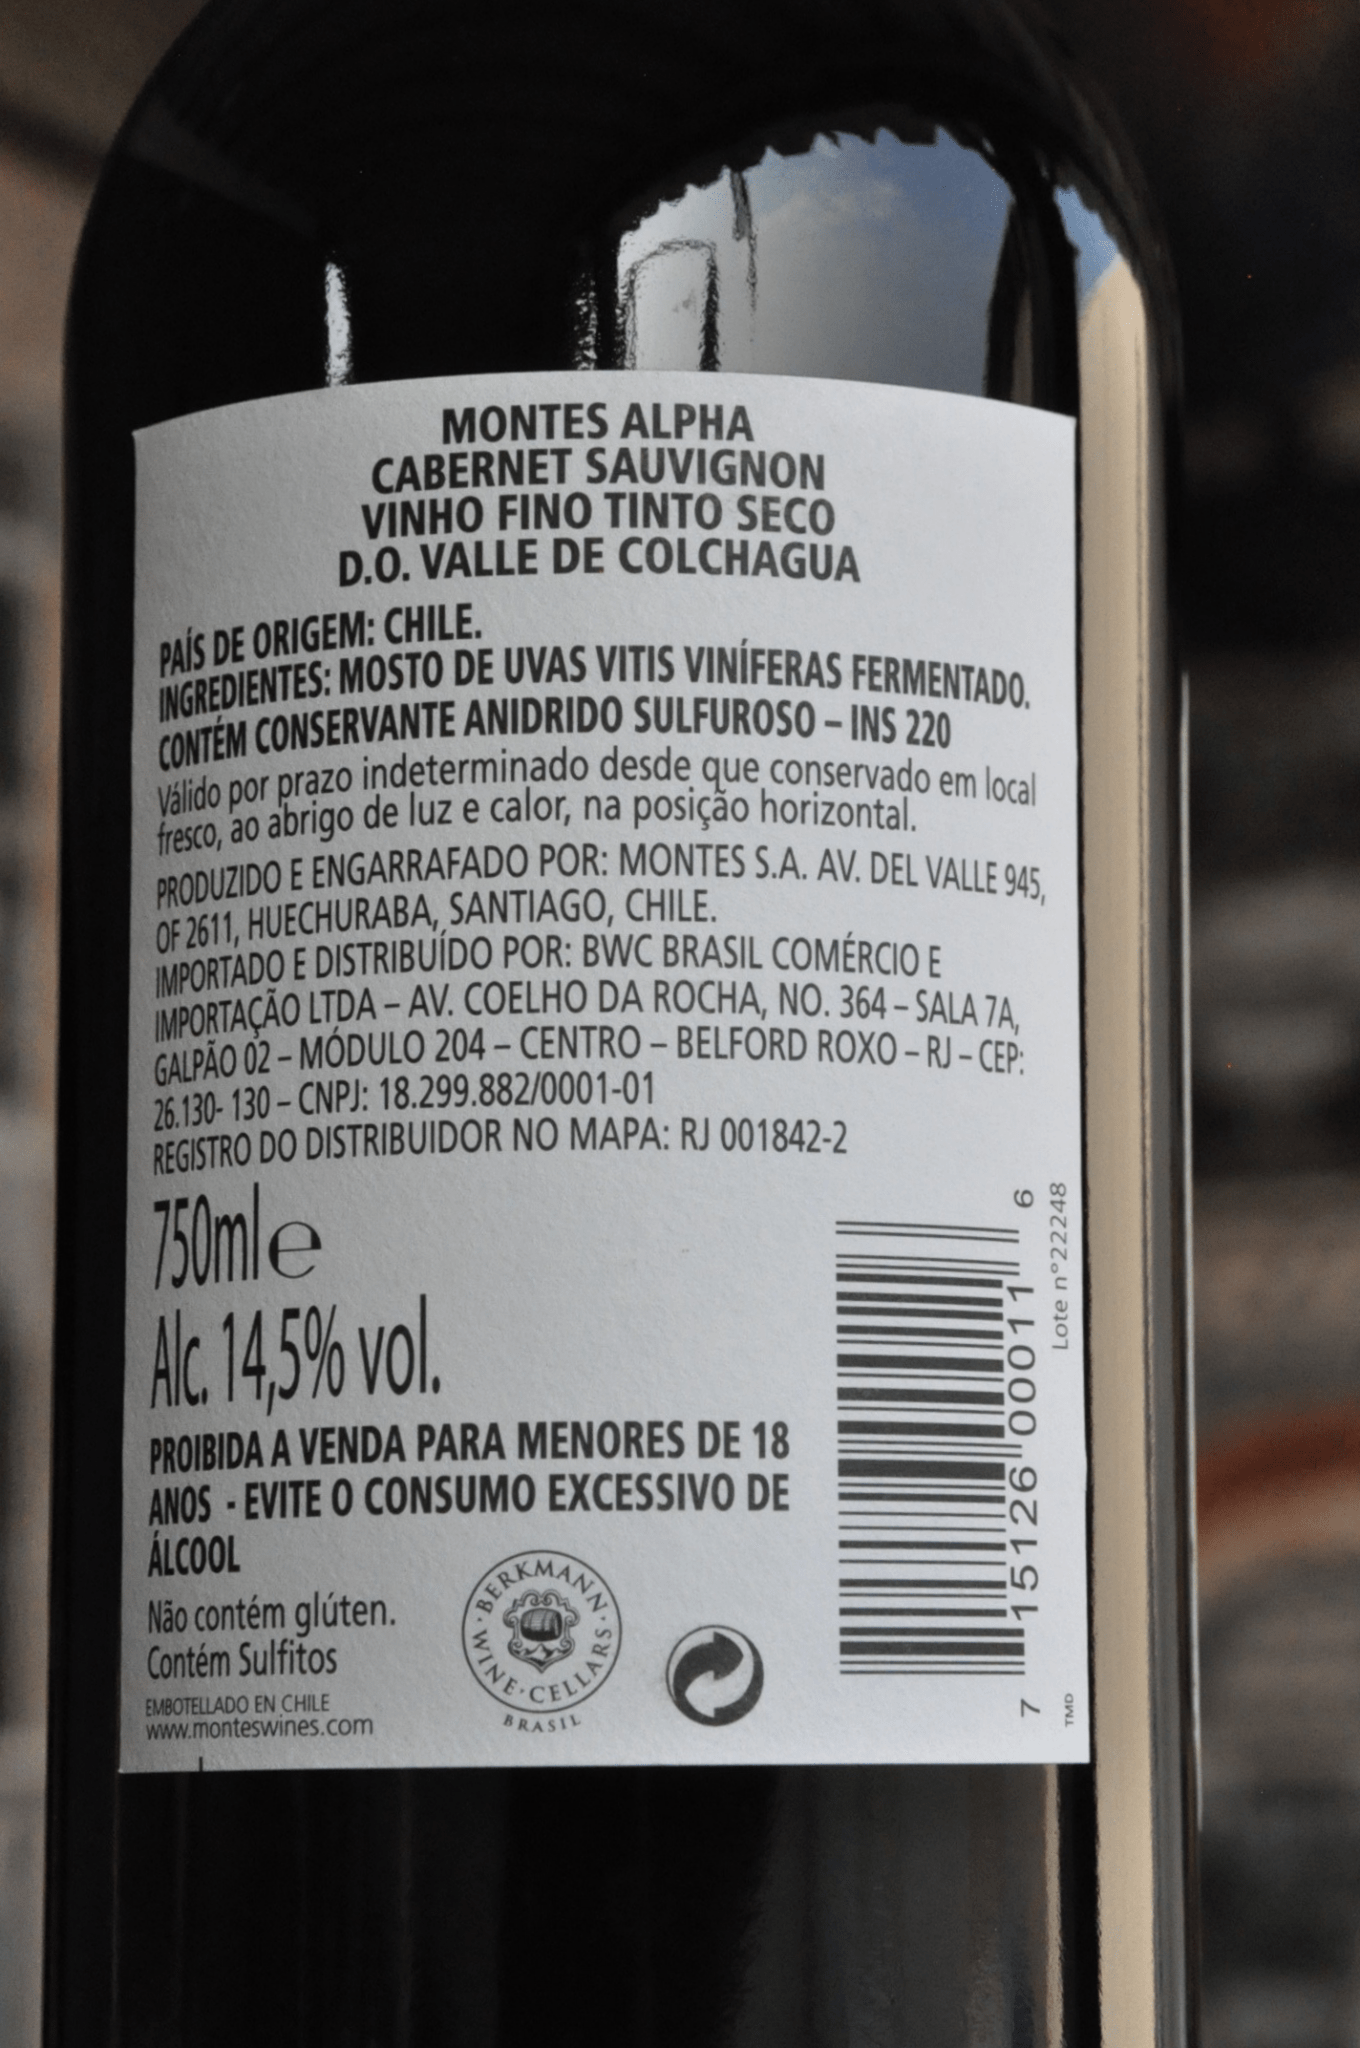 MONTES ALPHA
CABERNET SAUVIGNON
VINHO FINO TINTO SECO
D.O. VALLE DE COLCHAGUA
PAÍS DE ORIGEM: CHILE.
INGREDIENTES: MOSTO DE UVAS VITIS VINÍFERAS FERMENTADO.
CONTÉM CONSERVANTE ANIDRIDO SULFUROSO – INS 220
Válido por prazo indeterminado desde que conservado em local
fresco, ao abrigo de luz e calor, na posição horizontal.
PRODUZIDO E ENGARRAFADO POR: MONTES S.A. AV. DEL VALLE 945,
OF 2611, HUECHURABA, SANTIAGO, CHILE.
IMPORTADO E DISTRIBUÍDO POR: BWC BRASIL COMÉRCIO E
IMPORTAÇÃO LTDA – AV. COELHO DA ROCHA, NO. 364 – SALA 7A,
GALPÃO 02 – MÓDULO 204 – CENTRO – BELFORD ROXO – RJ – CEP:
26.130- 130 – CNPJ: 18.299.882/0001-01
REGISTRO DO DISTRIBUIDOR NO MAPA: RJ 001842-2
750ml e
Alc. 14,5% vol.
PROIBIDA A VENDA PARA MENORES DE 18
ANOS - EVITE O CONSUMO EXCESSIVO DE
ÁLCOOL
Não contém glúten.
Contém Sulfitos
EMBOTELLADO EN CHILE
www.monteswines.com
BERKMANN · WINE · CELLARS
BRASIL
7 15126 00011 6
Lote n°22248
TMD